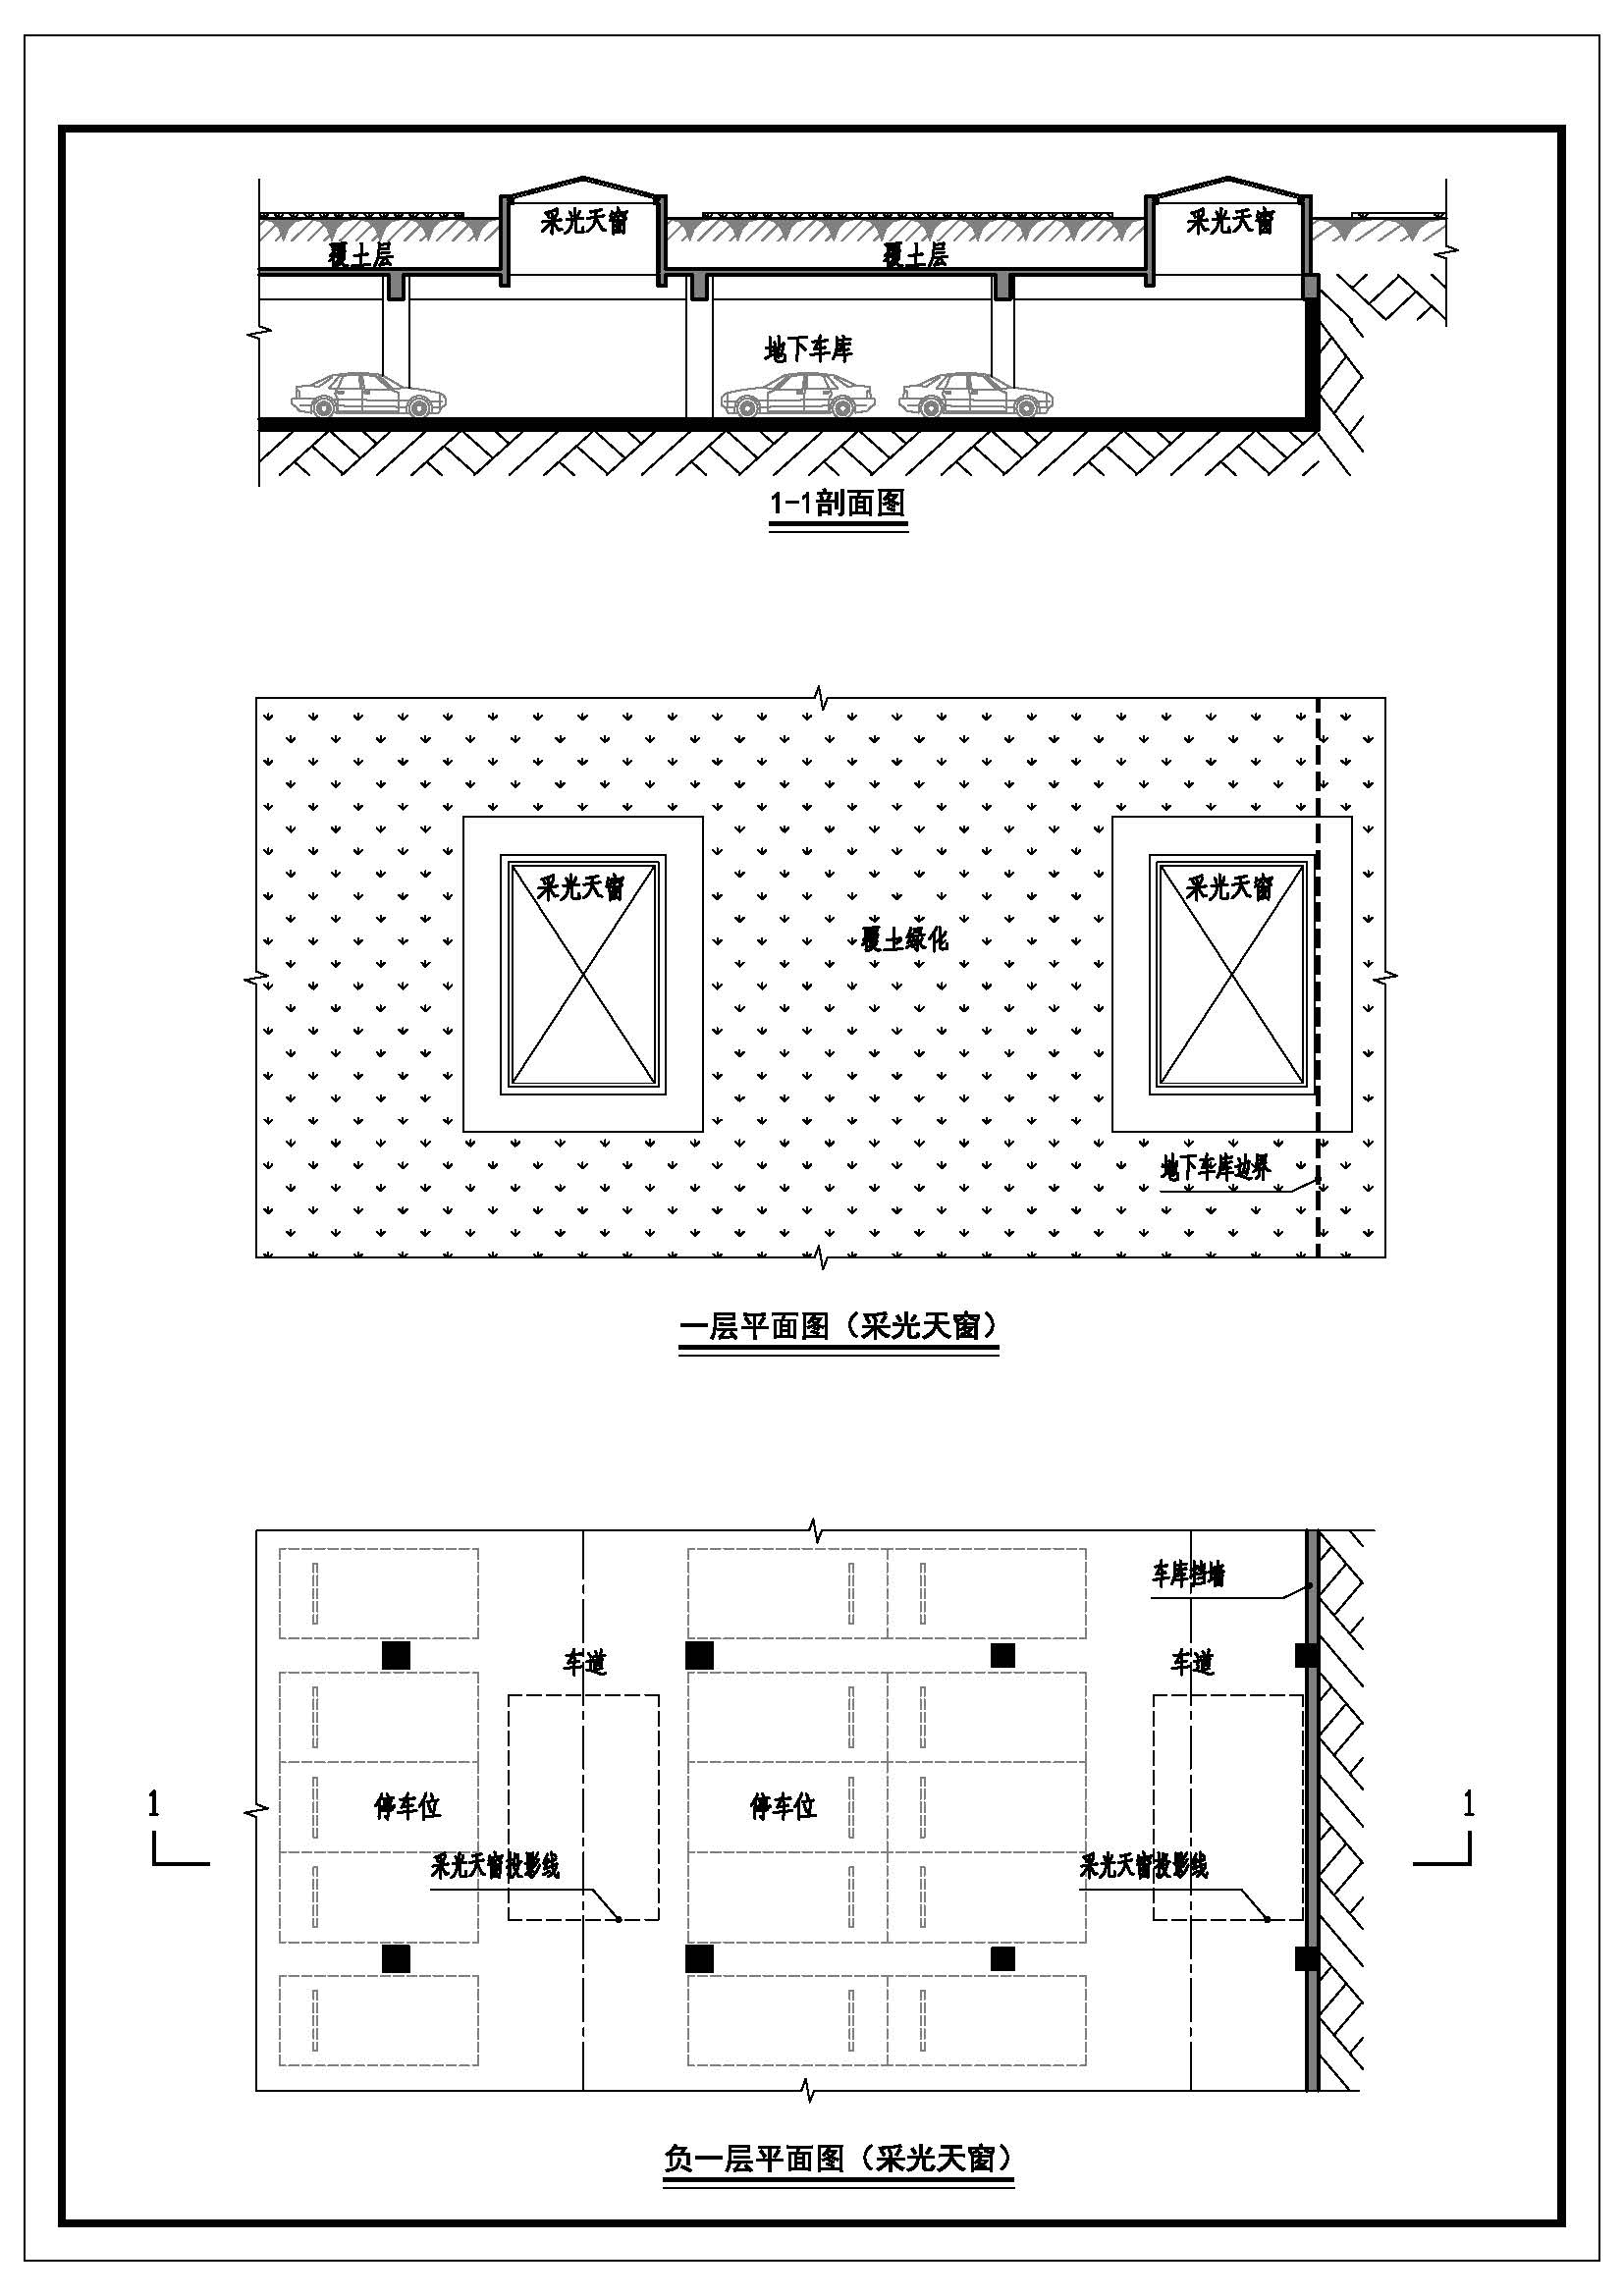 采光天窗
采光天窗
覆土层
覆土层
地下车库
1-1剖面图
采光天窗
采光天窗
覆土绿化
地下车库边界
一层平面图（采光天窗）
车库挡墙
车道
车道
1
停车位
停车位
1
采光天窗投影线
采光天窗投影线
负一层平面图（采光天窗）